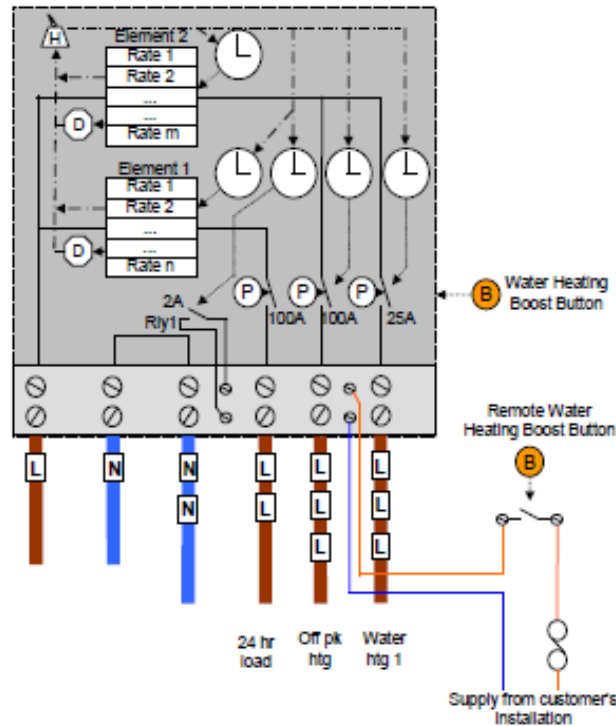 H
Element 2
Rate 1
Rate 2
...
...
Rate m
D
Element 1
Rate 1
Rate 2
...
...
Rate n
D
2A
Rly1
P
100A
P
100A
P
25A
B
Water Heating
Boost Button
Remote Water
Heating Boost Button
B
L
N
N
N
L
L
L
L
L
L
L
L
24 hr
load
Off pk
htg
Water
htg 1
Supply from customer's
Installation